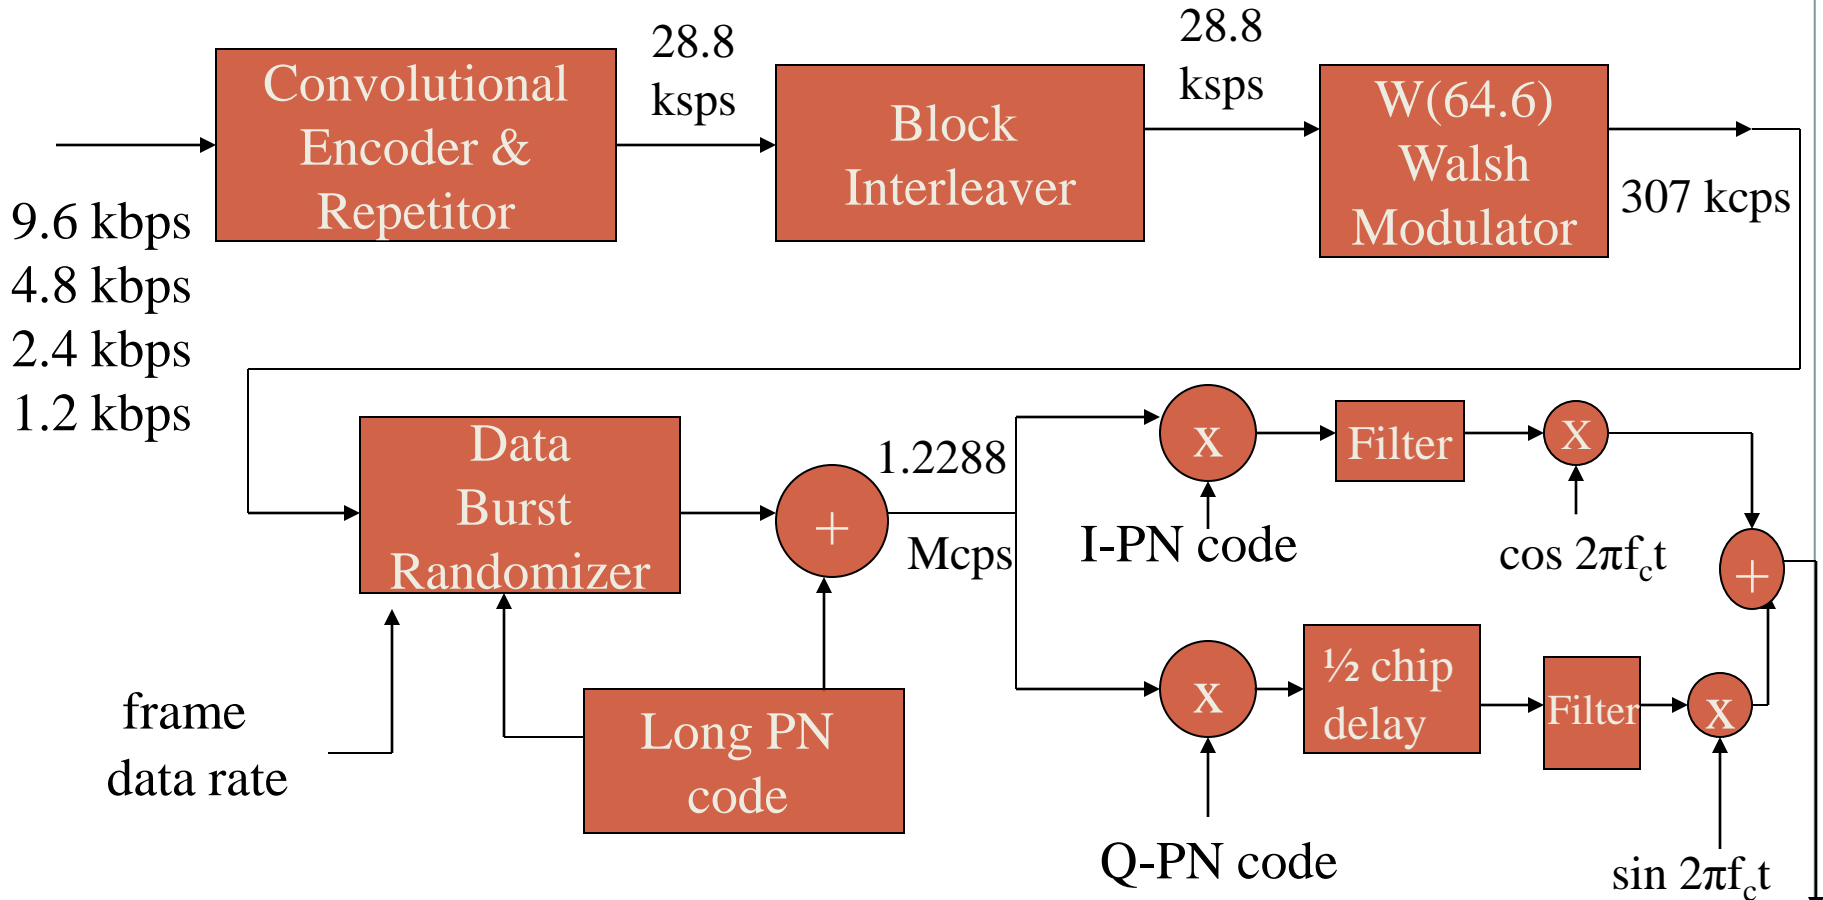 Convolutional
Encoder &
Repetitor
28.8
ksps
Block
Interleaver
28.8
ksps
W(64.6)
Walsh
Modulator
307 kcps
9.6 kbps
4.8 kbps
2.4 kbps
1.2 kbps
Data
Burst
Randomizer
+
1.2288
Mcps
x
I-PN code
Filter
X
cos 2πf_ct
+
frame
data rate
Long PN
code
x
Q-PN code
½ chip
delay
Filter
x
sin 2πf_ct